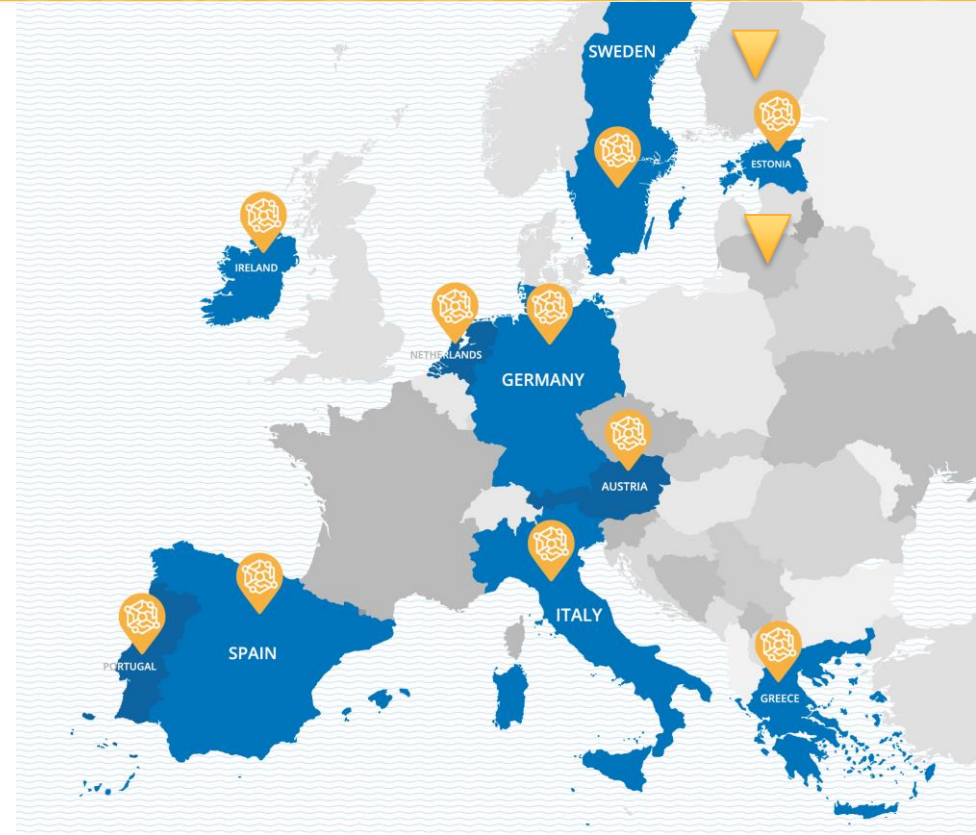 SWEDEN
ESTONIA
IRELAND
NETHERLANDS
GERMANY
AUSTRIA
ITALY
SPAIN
PORTUGAL
GREECE